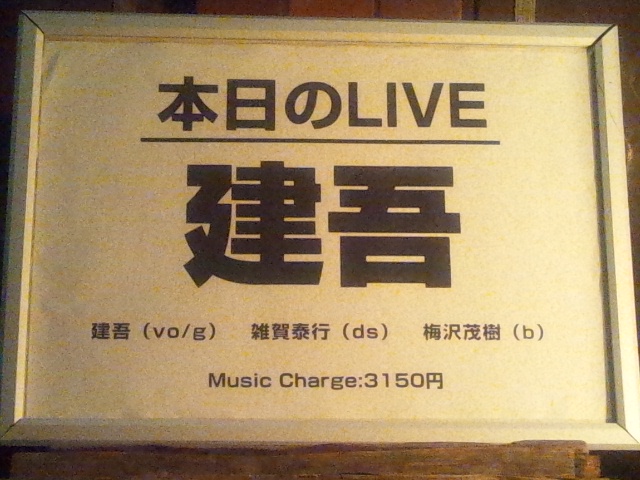 本日のLIVE
建吾
建吾（vo/g） 雑賀泰行（ds） 梅沢茂樹（b）
Music Charge:3150円